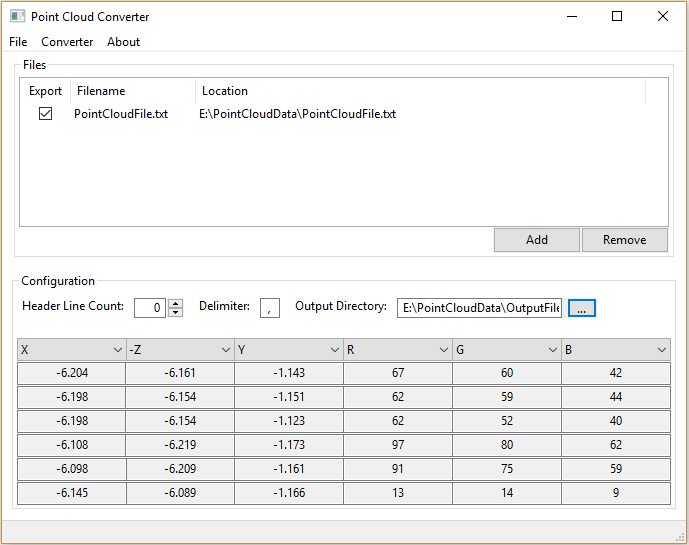 Point Cloud Converter
File Converter About
Files
Export Filename Location
PointCloudFile.txt E:\PointCloudData\PointCloudFile.txt
Add Remove
Configuration
Header Line Count: 0 Delimiter: , Output Directory: E:\PointCloudData\OutputFile ...
X -Z Y R G B
-6.204 -6.161 -1.143 67 60 42
-6.198 -6.154 -1.151 62 59 44
-6.198 -6.154 -1.123 62 52 40
-6.108 -6.219 -1.173 97 80 62
-6.098 -6.209 -1.161 91 75 59
-6.145 -6.089 -1.166 13 14 9